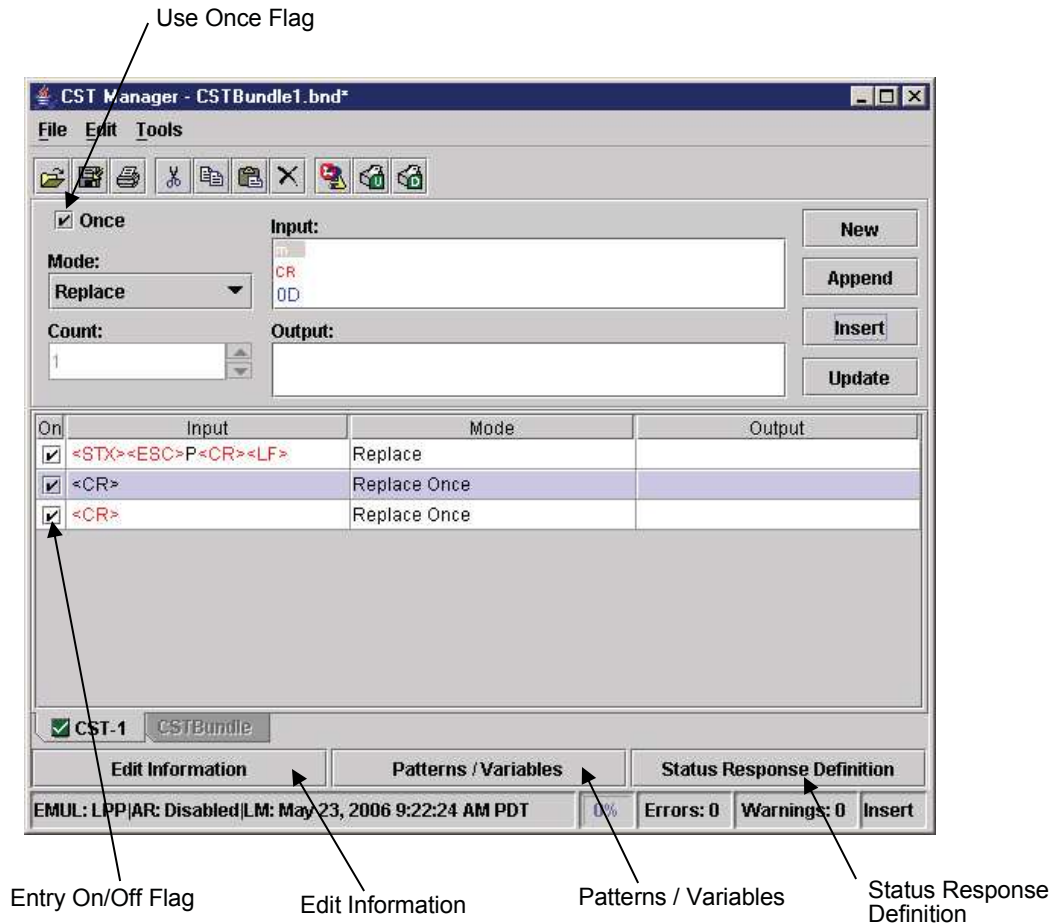 Use Once Flag
CST Manager - CSTBundle1.bnd*
File Edit Tools
Once
Input:
New
Mode:
m
CR
Append
Replace
0D
Count:
Output:
Insert
1
Update
On Input Mode Output
<STX><ESC>P<CR><LF> Replace
<CR> Replace Once
<CR> Replace Once
CST-1 CSTBundle
Edit Information Patterns / Variables Status Response Definition
EMUL: LPP|AR: Disabled|LM: May 23, 2006 9:22:24 AM PDT 0% Errors: 0 Warnings: 0 Insert
Entry On/Off Flag
Edit Information
Patterns / Variables
Status Response
Definition